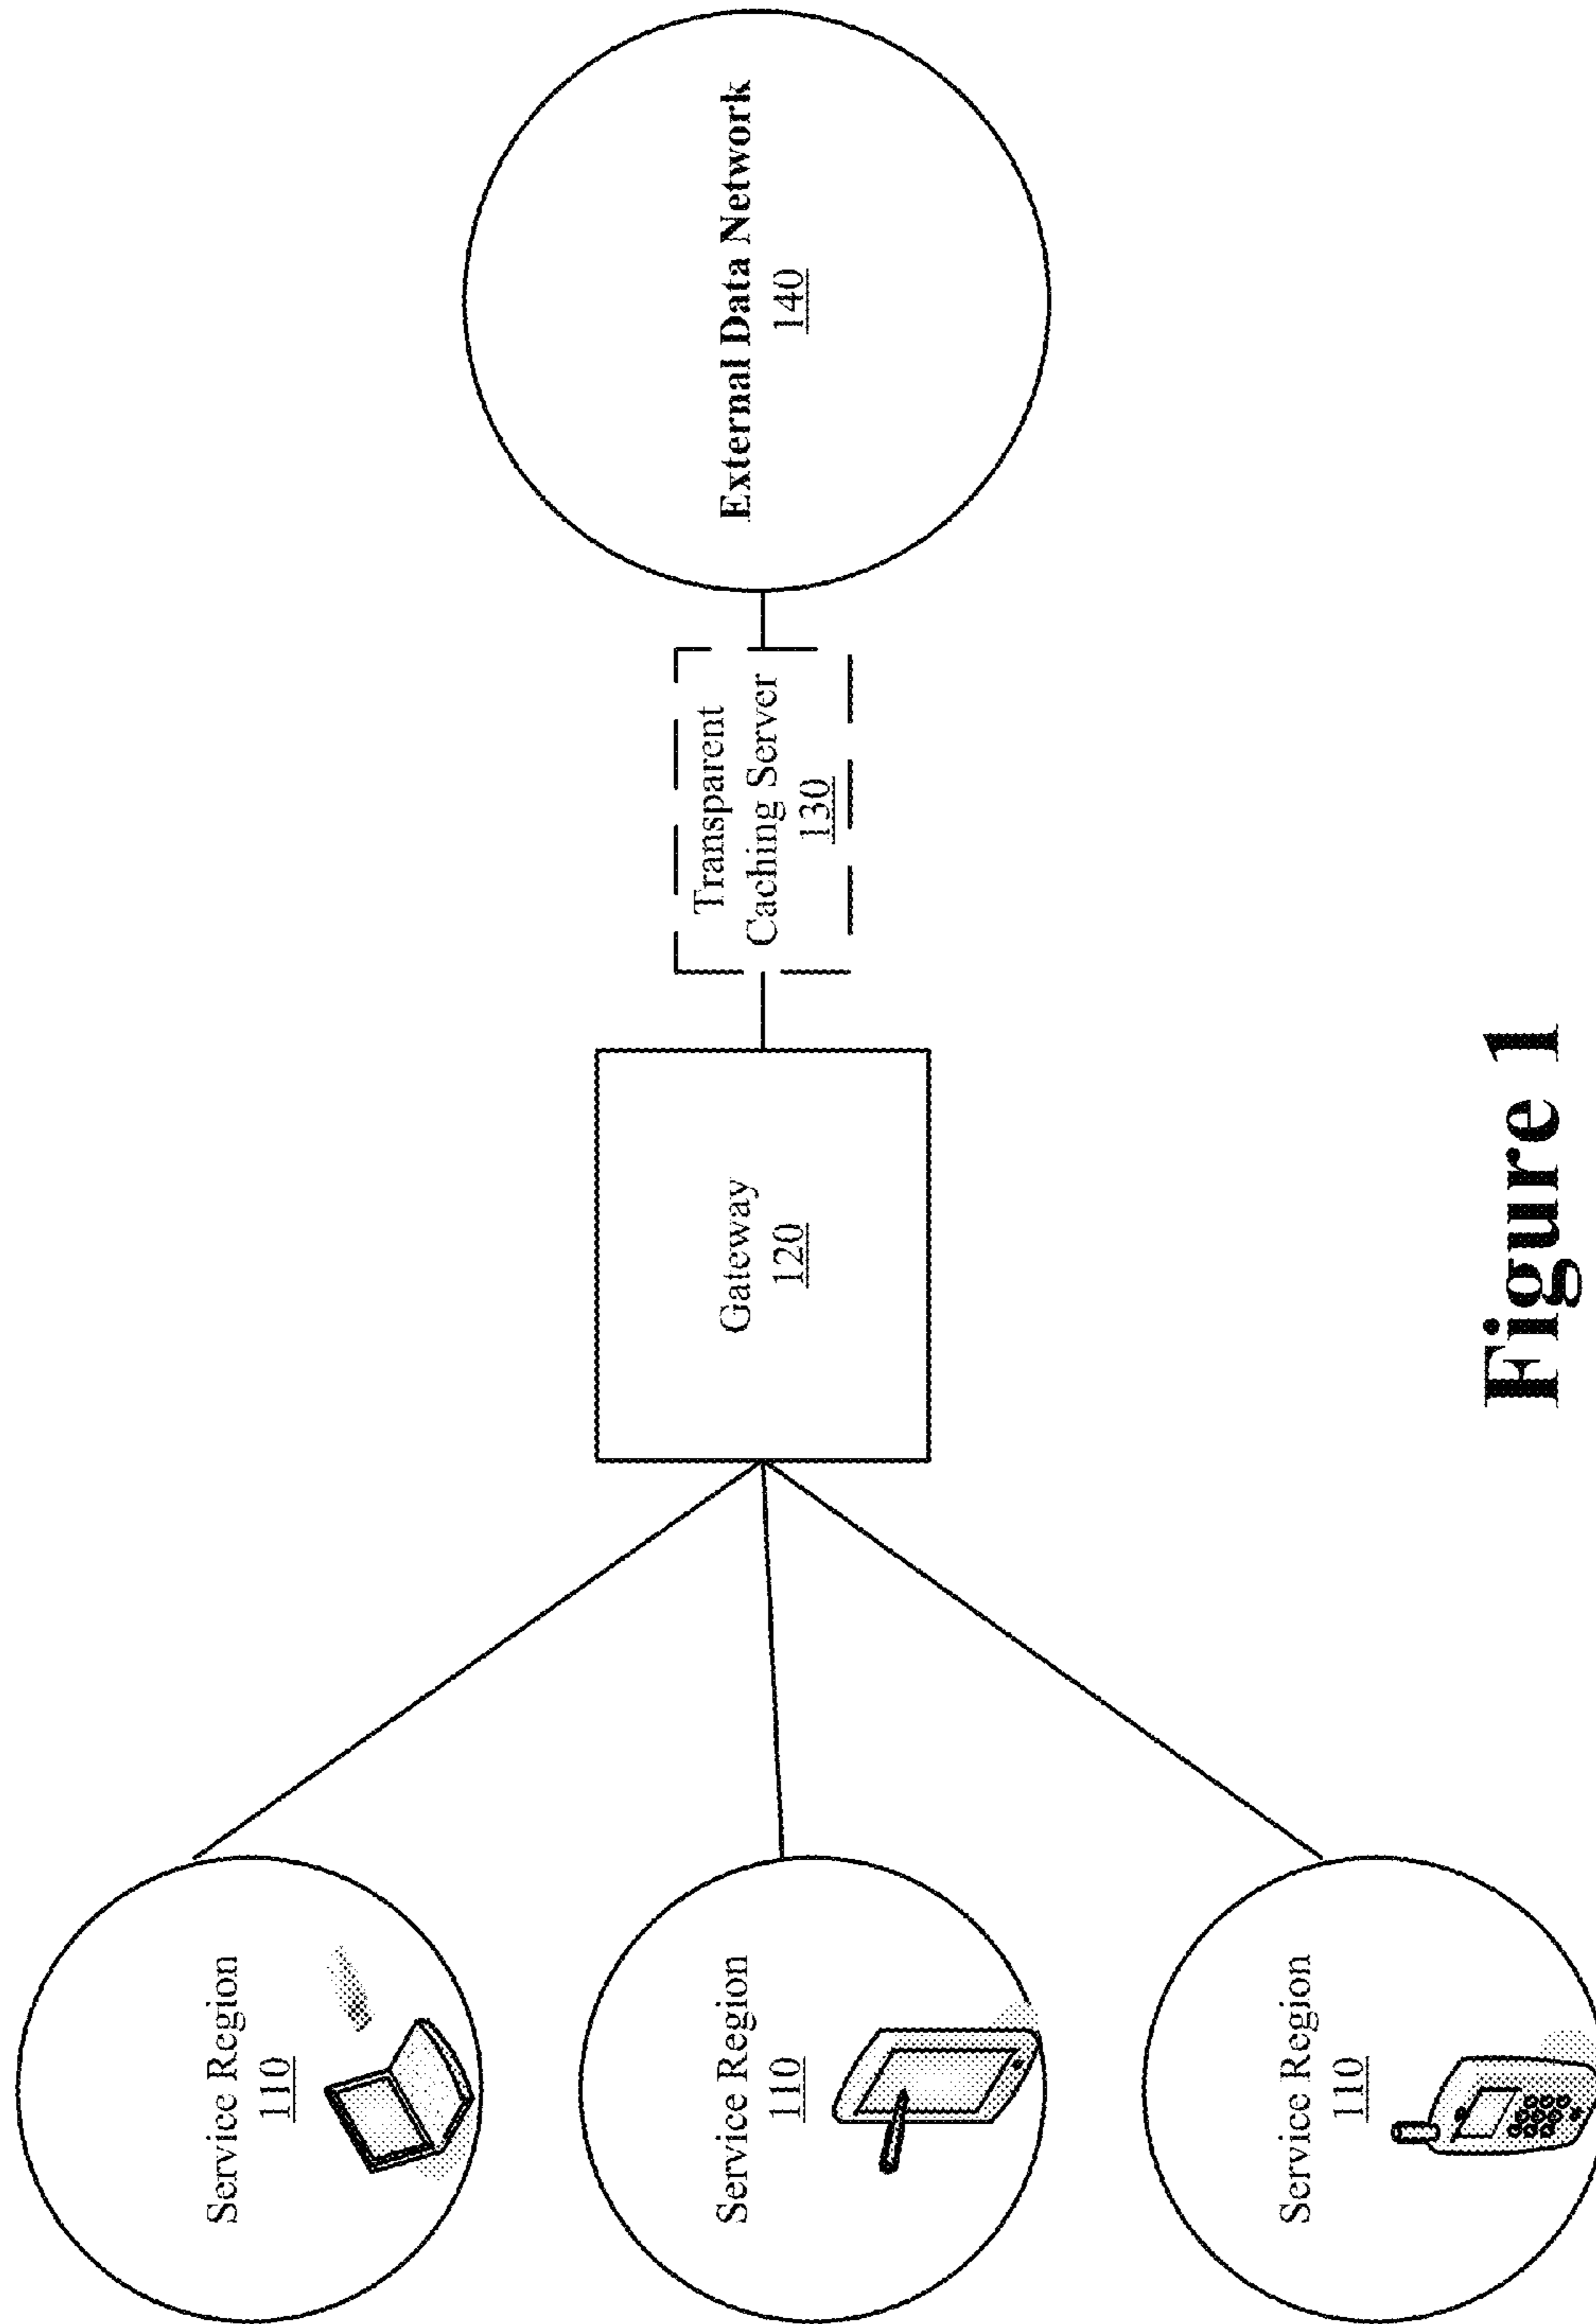 Service Region
110
Service Region
110
Service Region
110
Gateway
120
Transparent
Caching Server
130
External Data Network
140
Figure 1